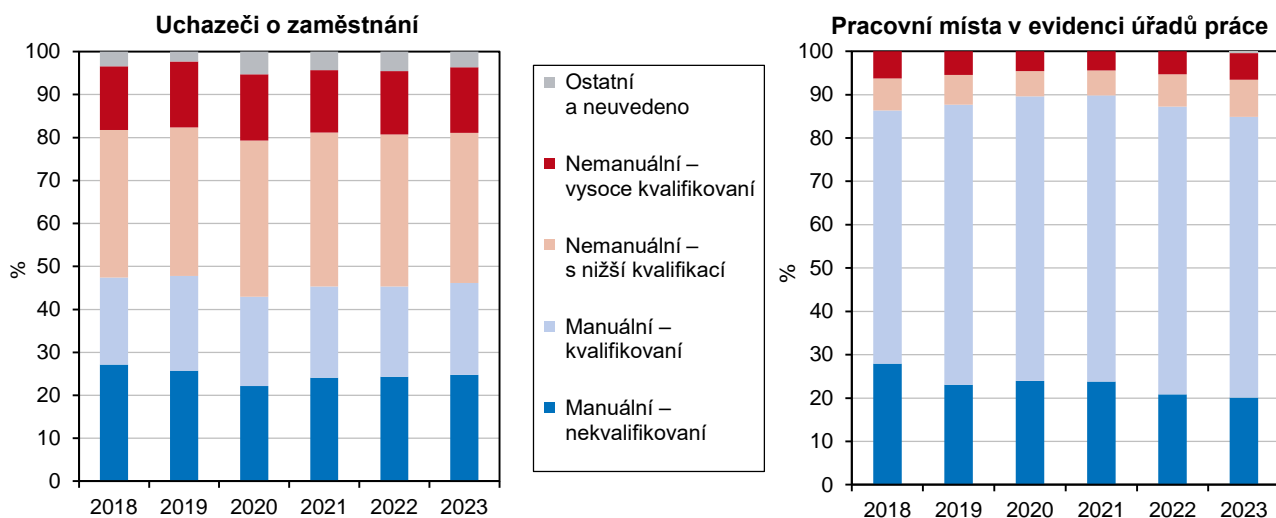 Uchazeči o zaměstnání
100
90
80
70
60
50
40
30
20
10
0
%
2018 2019 2020 2021 2022 2023
Ostatní
a neuvedeno
Nemanuální –
vysoce kvalifikovaní
Nemanuální –
s nižší kvalifikací
Manuální –
kvalifikovaní
Manuální –
nekvalifikovaní
Pracovní místa v evidenci úřadů práce
100
90
80
70
60
50
40
30
20
10
0
%
2018 2019 2020 2021 2022 2023